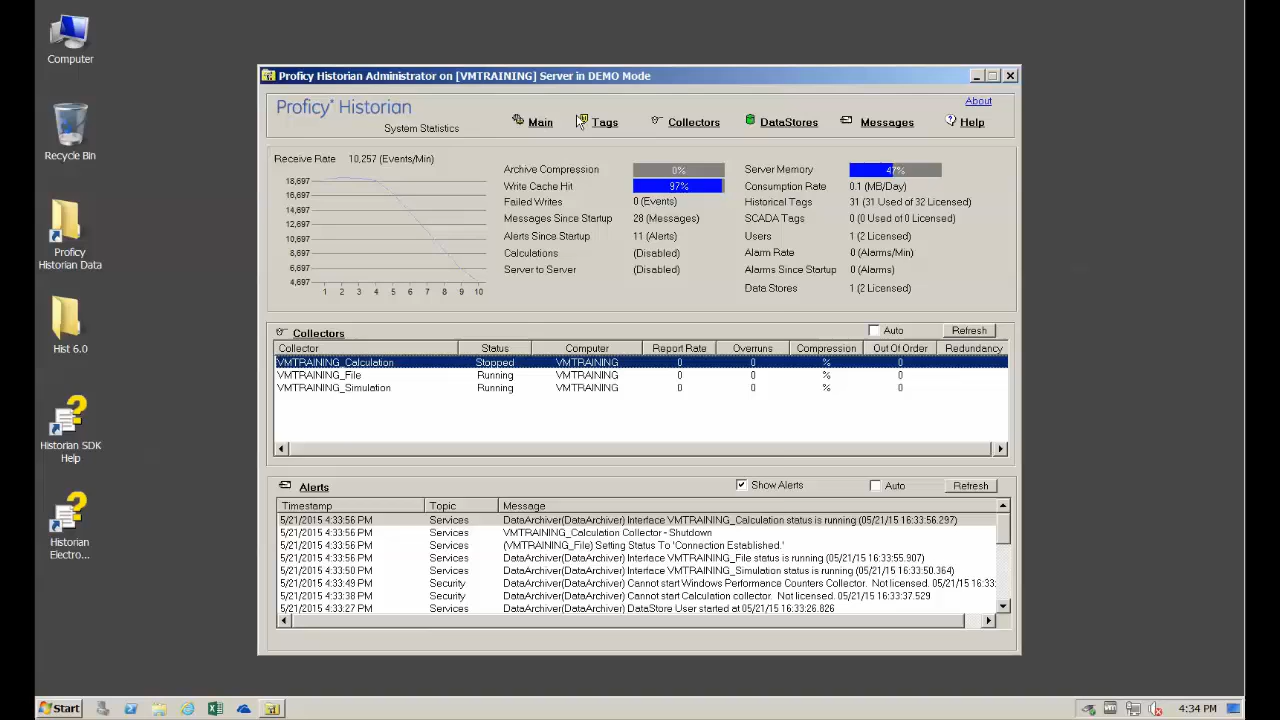 Computer
Recycle Bin
Proficy
Historian Data
Hist 6.0
Historian SDK
Help
Historian
Electro...
Proficy Historian Administrator on [VMTRAINING] Server in DEMO Mode
Proficy* Historian
System Statistics
Main Tags Collectors DataStores Messages Help
About
Receive Rate 10,257 (Events/Min)
18,697
16,697
14,697
12,697
10,697
8,697
6,697
4,697
1 2 3 4 5 6 7 8 9 10
Archive Compression 0%
Write Cache Hit 97%
Failed Writes 0 (Events)
Messages Since Startup 28 (Messages)
Alerts Since Startup 11 (Alerts)
Calculations (Disabled)
Server to Server (Disabled)
Server Memory 47%
Consumption Rate 0.1 (MB/Day)
Historical Tags 31 (31 Used of 32 Licensed)
SCADA Tags 0 (0 Used of 0 Licensed)
Users 1 (2 Licensed)
Alarm Rate 0 (Alarms/Min)
Alarms Since Startup 0 (Alarms)
Data Stores 1 (2 Licensed)
Collectors Auto Refresh
Collector Status Computer Report Rate Overruns Compression Out Of Order Redundancy
VMTRAINING_Calculation Stopped VMTRAINING 0 0 % 0
VMTRAINING_File Running VMTRAINING 0 0 % 0
VMTRAINING_Simulation Running VMTRAINING 0 0 % 0
Alerts Show Alerts Auto Refresh
Timestamp Topic Message
5/21/2015 4:33:56 PM Services DataArchiver(DataArchiver) Interface VMTRAINING_Calculation status is running (05/21/15 16:33:56.297)
5/21/2015 4:33:56 PM Services VMTRAINING_Calculation Collector - Shutdown
5/21/2015 4:33:56 PM Services (VMTRAINING_File) Setting Status To 'Connection Established.'
5/21/2015 4:33:56 PM Services DataArchiver(DataArchiver) Interface VMTRAINING_File status is running (05/21/15 16:33:55.907)
5/21/2015 4:33:50 PM Services DataArchiver(DataArchiver) Interface VMTRAINING_Simulation status is running (05/21/15 16:33:50.364)
5/21/2015 4:33:49 PM Security DataArchiver(DataArchiver) Cannot start Windows Performance Counters Collector. Not licensed. 05/21/15 16:33:
5/21/2015 4:33:38 PM Security DataArchiver(DataArchiver) Cannot start Calculation collector. Not licensed. 05/21/15 16:33:37.529
5/21/2015 4:33:27 PM Services DataArchiver(DataArchiver) DataStore User started at 05/21/15 16:33:26.826
Start 4:34 PM